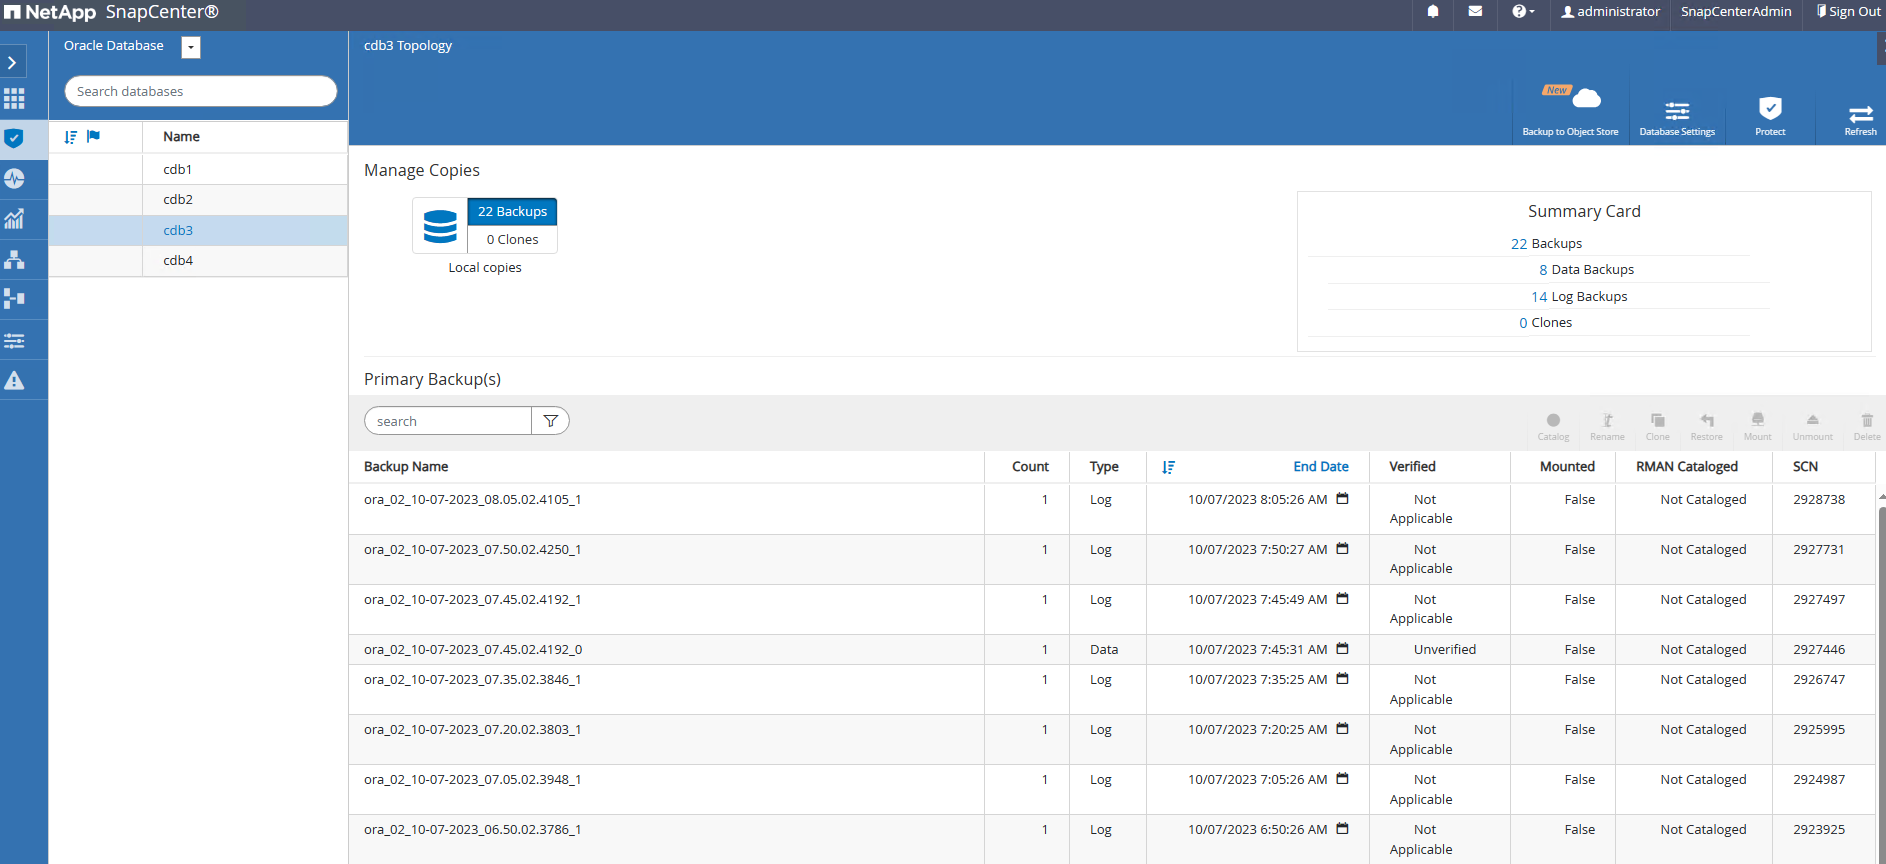 NetApp SnapCenter®
administrator SnapCenterAdmin Sign Out
Oracle Database
cdb3 Topology
Search databases
New
Backup to Object Store Database Settings Protect Refresh
Name
cdb1
cdb2
cdb3
cdb4
Manage Copies
22 Backups
0 Clones
Local copies
Summary Card
22 Backups
8 Data Backups
14 Log Backups
0 Clones
Primary Backup(s)
search
Catalog Rename Clone Restore Mount Unmount Delete
Backup Name Count Type End Date Verified Mounted RMAN Cataloged SCN
ora_02_10-07-2023_08.05.02.4105_1 1 Log 10/07/2023 8:05:26 AM Not Applicable False Not Cataloged 2928738
ora_02_10-07-2023_07.50.02.4250_1 1 Log 10/07/2023 7:50:27 AM Not Applicable False Not Cataloged 2927731
ora_02_10-07-2023_07.45.02.4192_1 1 Log 10/07/2023 7:45:49 AM Not Applicable False Not Cataloged 2927497
ora_02_10-07-2023_07.45.02.4192_0 1 Data 10/07/2023 7:45:31 AM Unverified False Not Cataloged 2927446
ora_02_10-07-2023_07.35.02.3846_1 1 Log 10/07/2023 7:35:25 AM Not Applicable False Not Cataloged 2926747
ora_02_10-07-2023_07.20.02.3803_1 1 Log 10/07/2023 7:20:25 AM Not Applicable False Not Cataloged 2925995
ora_02_10-07-2023_07.05.02.3948_1 1 Log 10/07/2023 7:05:26 AM Not Applicable False Not Cataloged 2924987
ora_02_10-07-2023_06.50.02.3786_1 1 Log 10/07/2023 6:50:26 AM Not Applicable False Not Cataloged 2923925